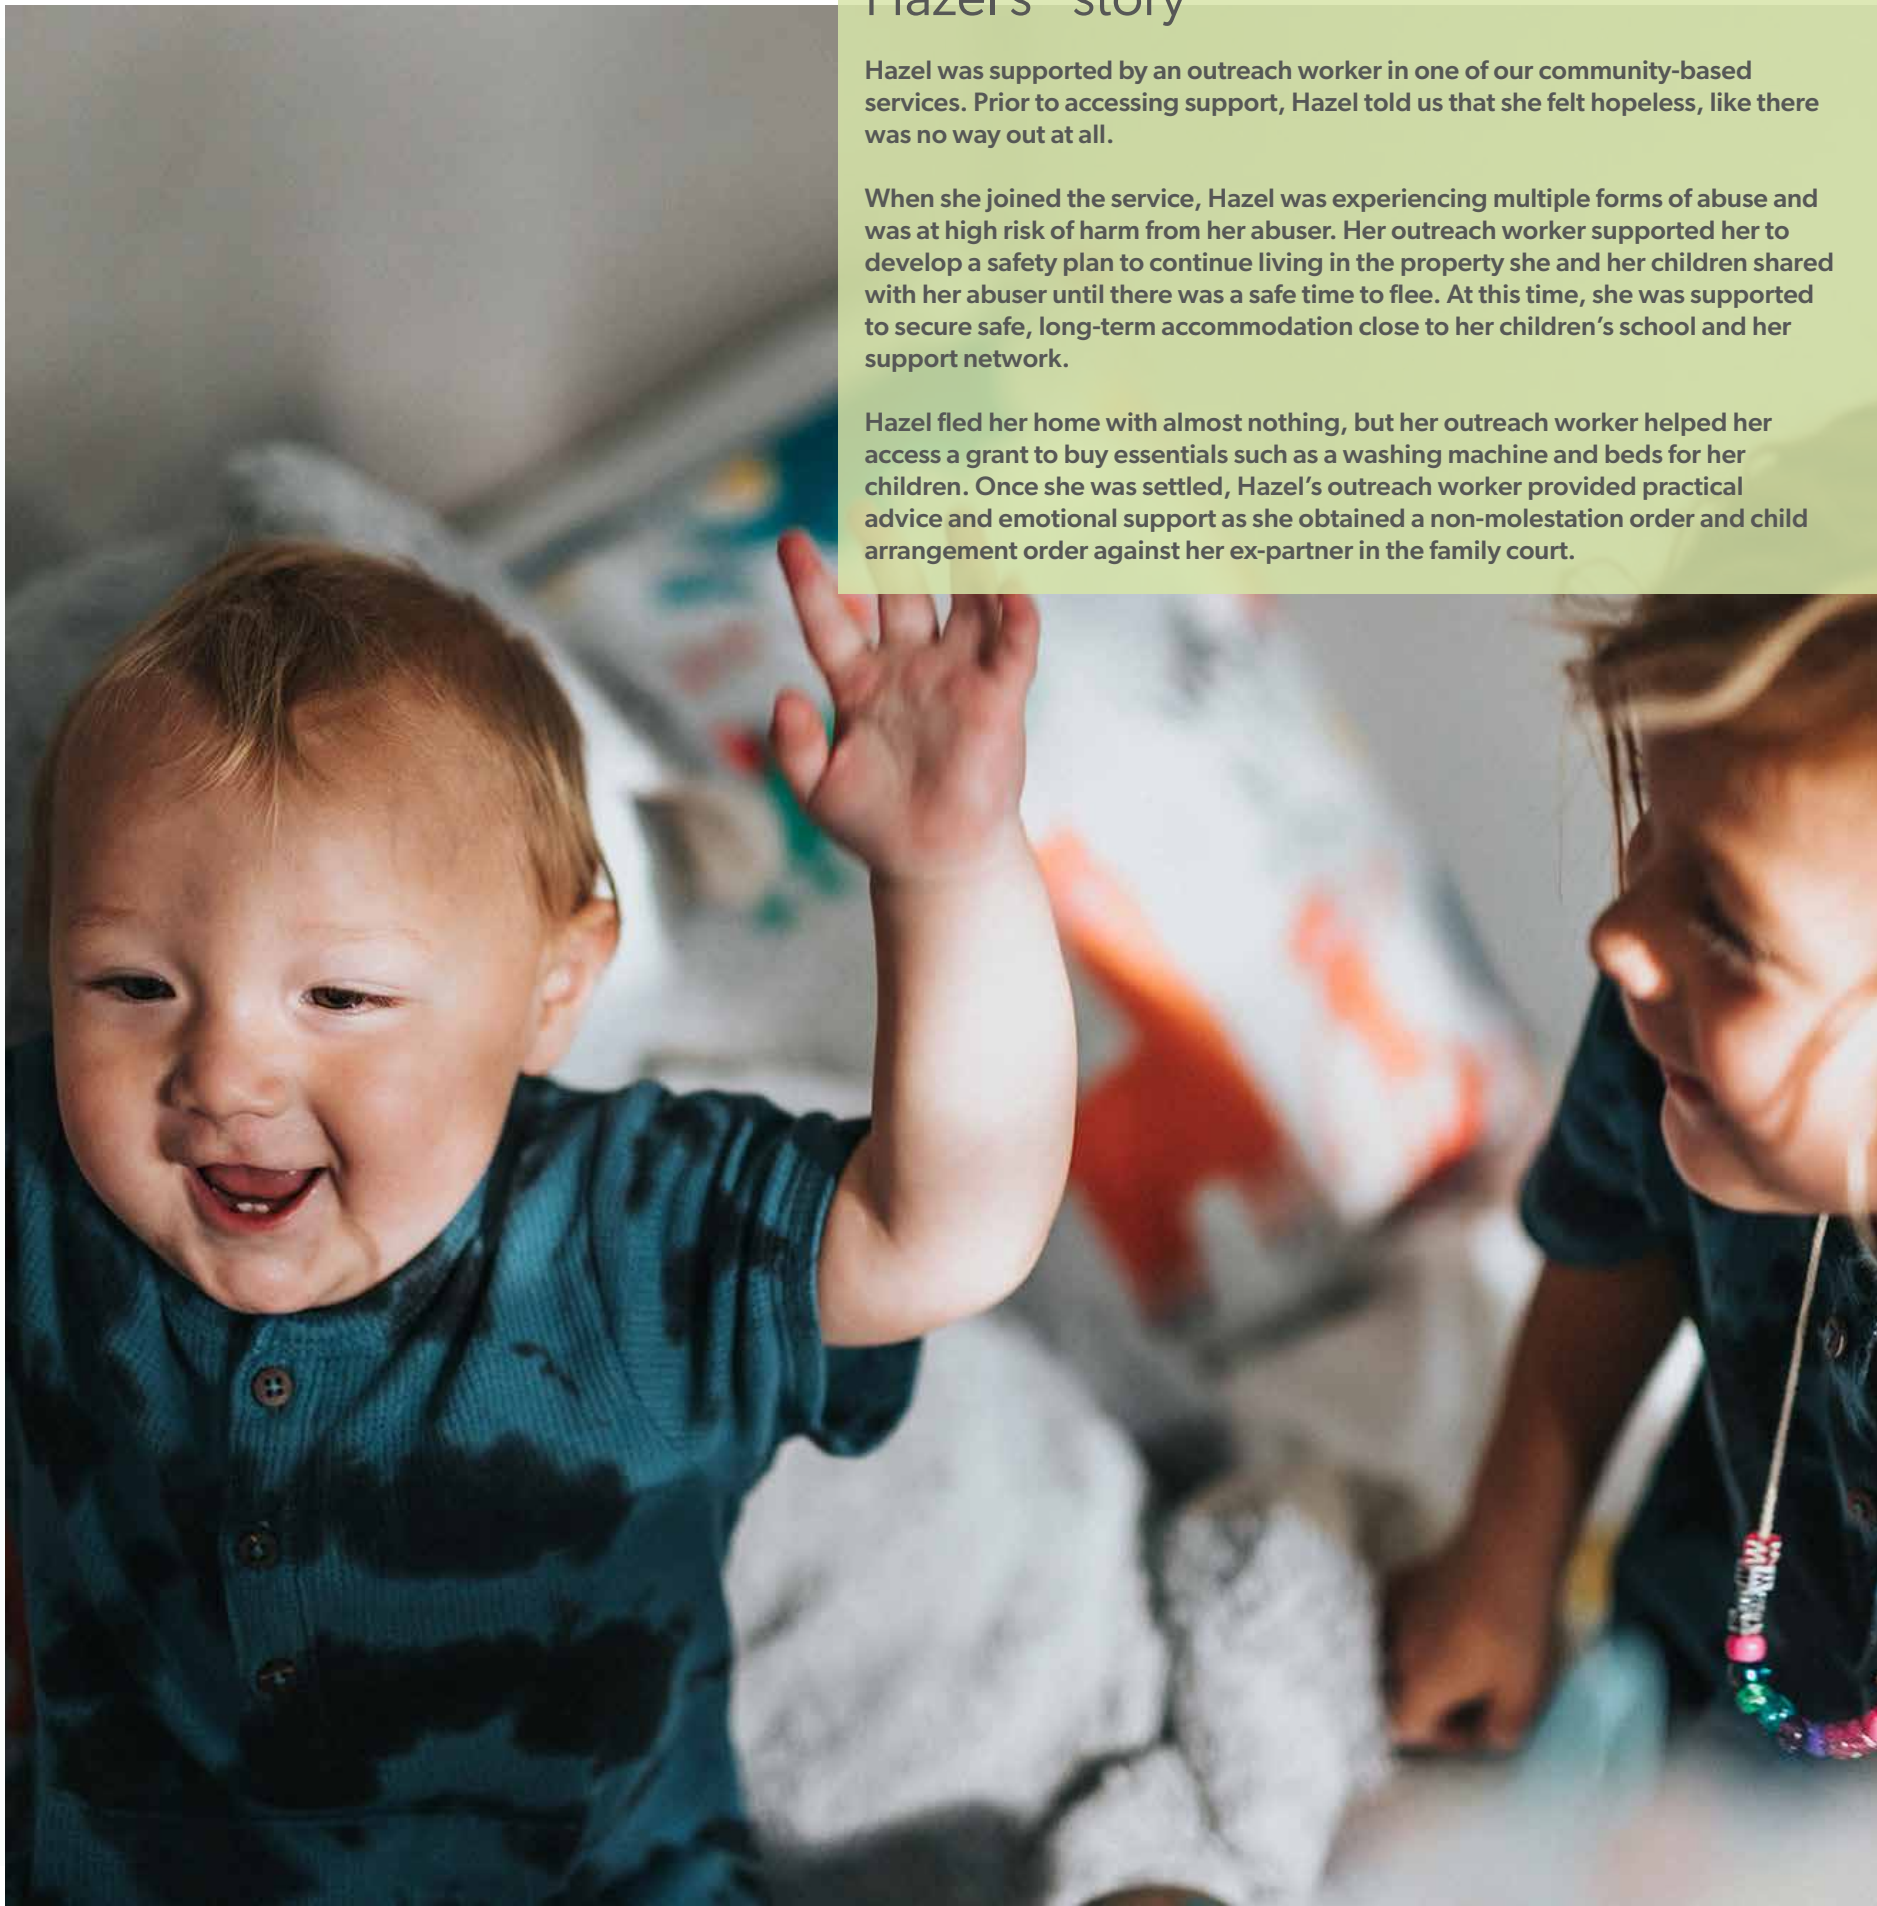 Hazel's* story
Hazel was supported by an outreach worker in one of our community-based
services. Prior to accessing support, Hazel told us that she felt hopeless, like there
was no way out at all.
When she joined the service, Hazel was experiencing multiple forms of abuse and
was at high risk of harm from her abuser. Her outreach worker supported her to
develop a safety plan to continue living in the property she and her children shared
with her abuser until there was a safe time to flee. At this time, she was supported
to secure safe, long-term accommodation close to her children’s school and her
support network.
Hazel fled her home with almost nothing, but her outreach worker helped her
access a grant to buy essentials such as a washing machine and beds for her
children. Once she was settled, Hazel’s outreach worker provided practical
advice and emotional support as she obtained a non-molestation order and child
arrangement order against her ex-partner in the family court.